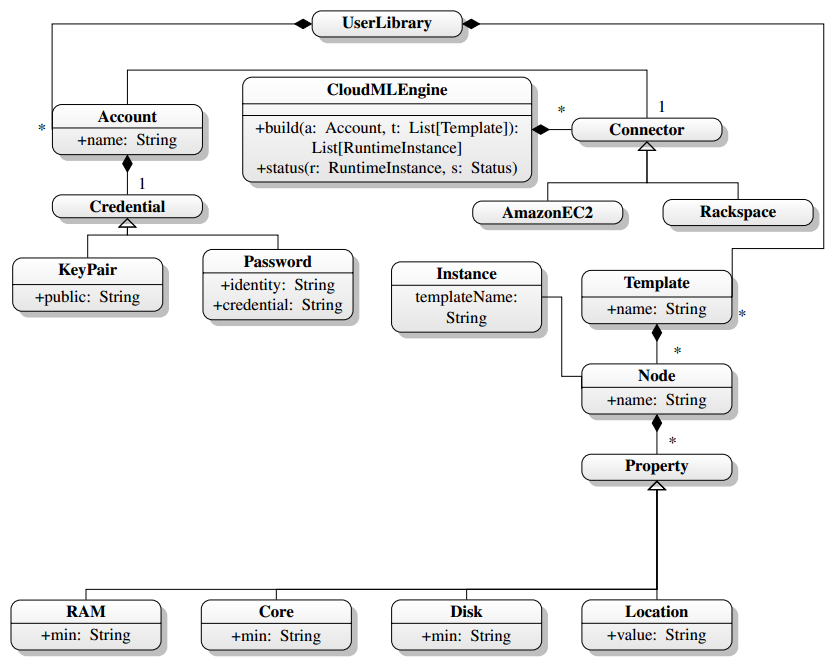 UserLibrary
CloudMLEngine
+build(a: Account, t: List[Template]):
List[RuntimeInstance]
+status(r: RuntimeInstance, s: Status)
*
1
Connector
Account
+name: String
*
1
Credential
AmazonEC2
Rackspace
KeyPair
+public: String
Password
+identity: String
+credential: String
Instance
templateName:
String
Template
+name: String
*
*
Node
+name: String
*
Property
RAM
+min: String
Core
+min: String
Disk
+min: String
Location
+value: String